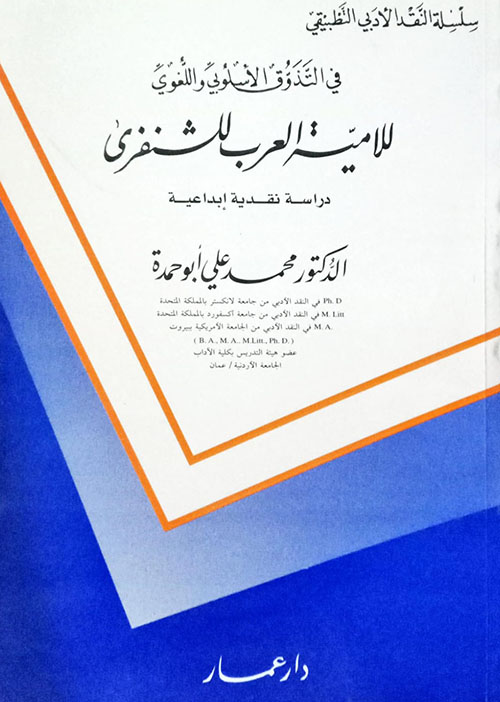 سلسلة النقد الأدبي التطبيقي
في التذوق الأسلوبي واللغوي
للامية العرب للشنفرى
دراسة نقدية إبداعية
الدكتور محمد علي أبو حمدة
Ph. D في النقد الأدبي من جامعة لانكستر بالمملكة المتحدة
M. Litt في النقد الأدبي من جامعة اكسفورد بالمملكة المتحدة
M. A. في النقد الأدبي من الجامعة الأمريكية ببيروت
( B. A., M. A., M.Litt., Ph. D. )
عضو هيئة التدريس بكلية الآداب
الجامعة الأردنية / عمان
دار عمار